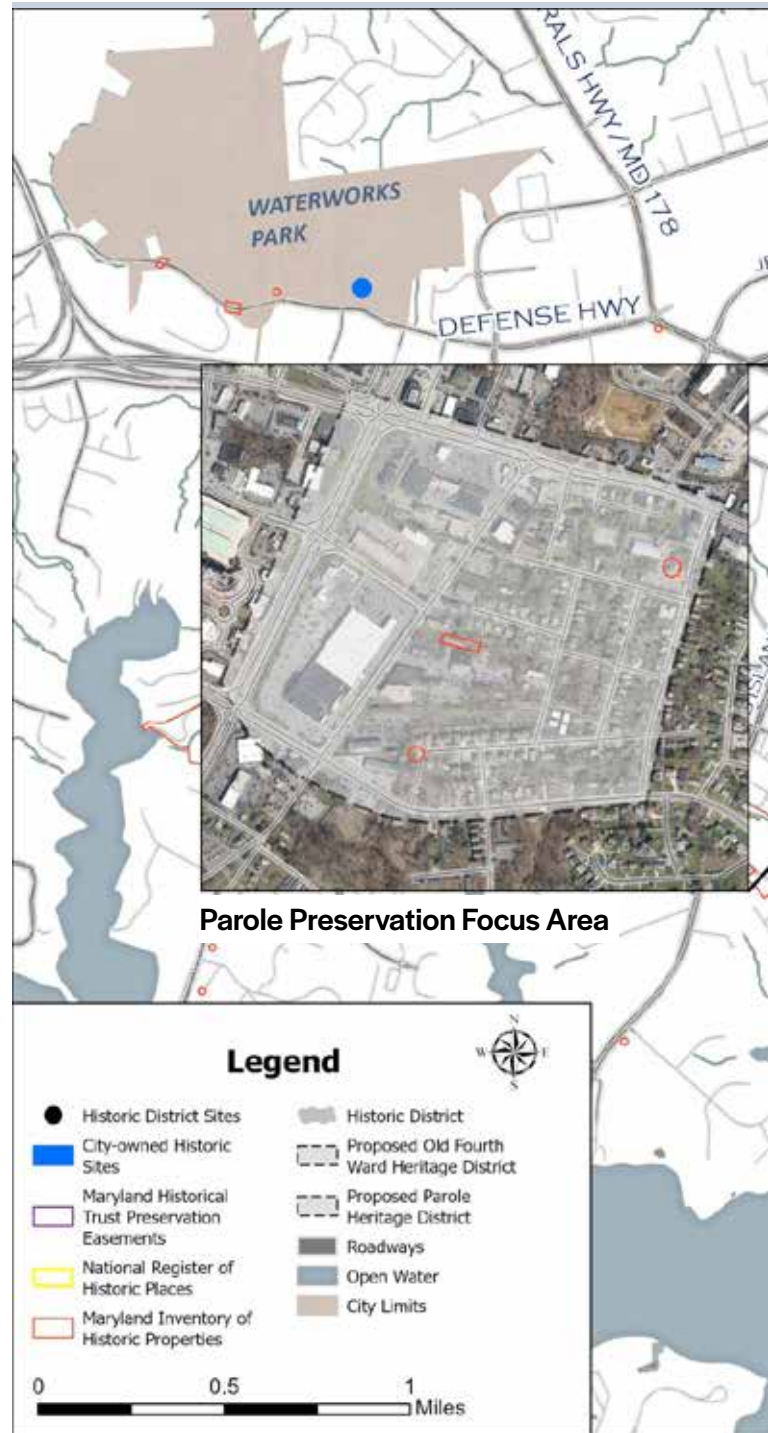 RALS HWY/MD 178
WATERWORKS
PARK
DEFENSE HWY
Parole Preservation Focus Area
Legend
N
W E
S
Historic District Sites
City-owned Historic
Sites
Maryland Historical
Trust Preservation
Easements
National Register of
Historic Places
Maryland Inventory of
Historic Properties
Historic District
Proposed Old Fourth
Ward Heritage District
Proposed Parole
Heritage District
Roadways
Open Water
City Limits
0 0.5 1
Miles